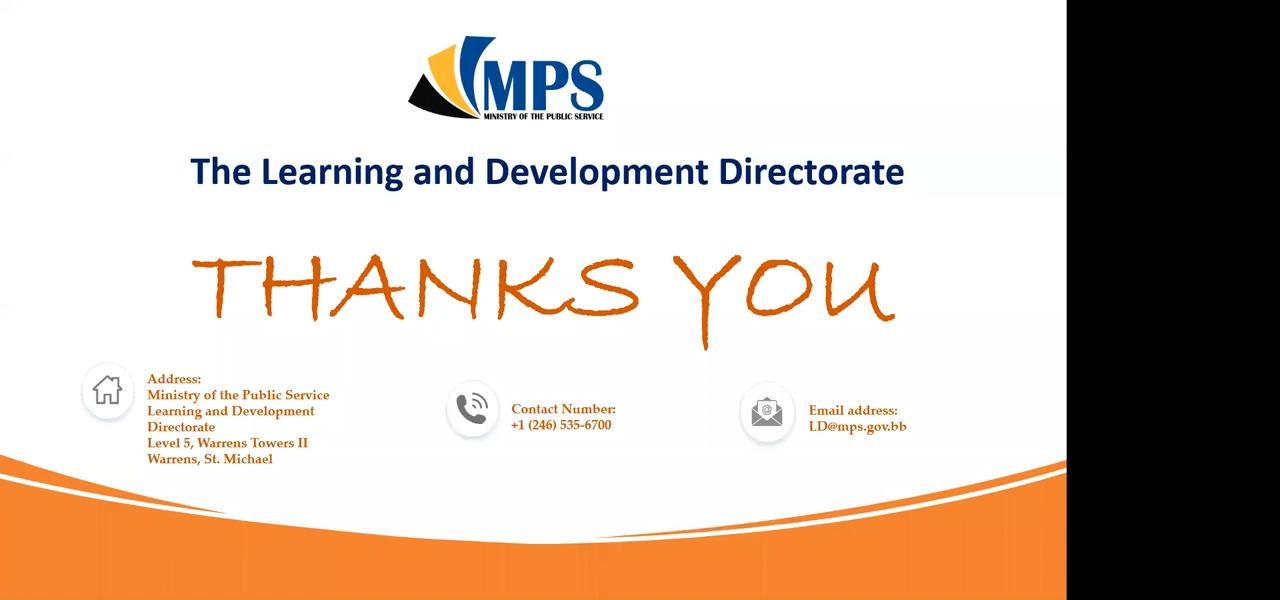 MPS
MINISTRY OF THE PUBLIC SERVICE
The Learning and Development Directorate
THANKS YOU
Address:
Ministry of the Public Service
Learning and Development
Directorate
Level 5, Warrens Towers II
Warrens, St. Michael
Contact Number:
+1 (246) 535-6700
Email address:
LD@mps.gov.bb